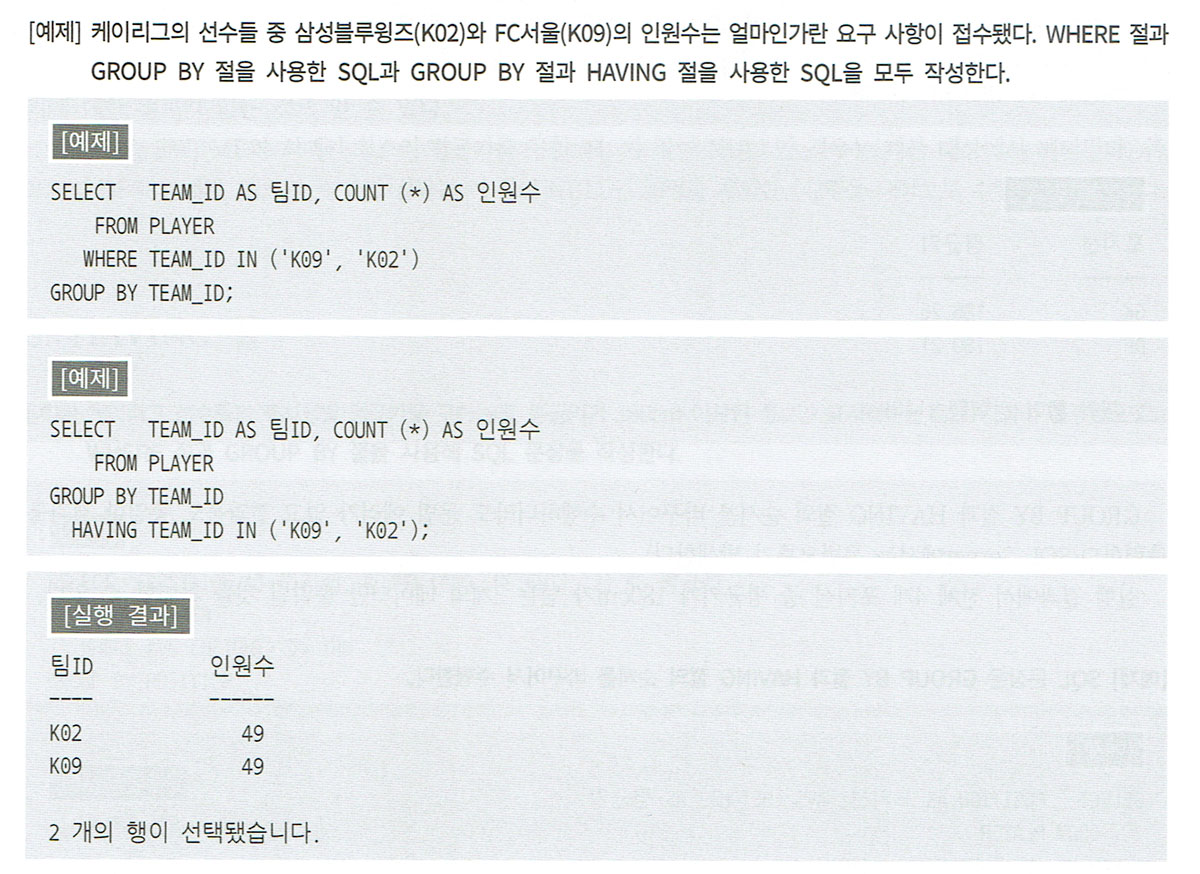 [예제] 케이리그의 선수들 중 삼성블루윙즈(K02)와 FC서울(K09)의 인원수는 얼마인가란 요구 사항이 접수됐다. WHERE 절과
GROUP BY 절을 사용한 SQL과 GROUP BY 절과 HAVING 절을 사용한 SQL을 모두 작성한다.
[예제]
SELECT TEAM_ID AS 팀ID, COUNT (*) AS 인원수
FROM PLAYER
WHERE TEAM_ID IN ('K09', 'K02')
GROUP BY TEAM_ID;
[예제]
SELECT TEAM_ID AS 팀ID, COUNT (*) AS 인원수
FROM PLAYER
GROUP BY TEAM_ID
HAVING TEAM_ID IN ('K09', 'K02');
[실행 결과]
팀ID 인원수
---- ------
K02 49
K09 49
2 개의 행이 선택됐습니다.